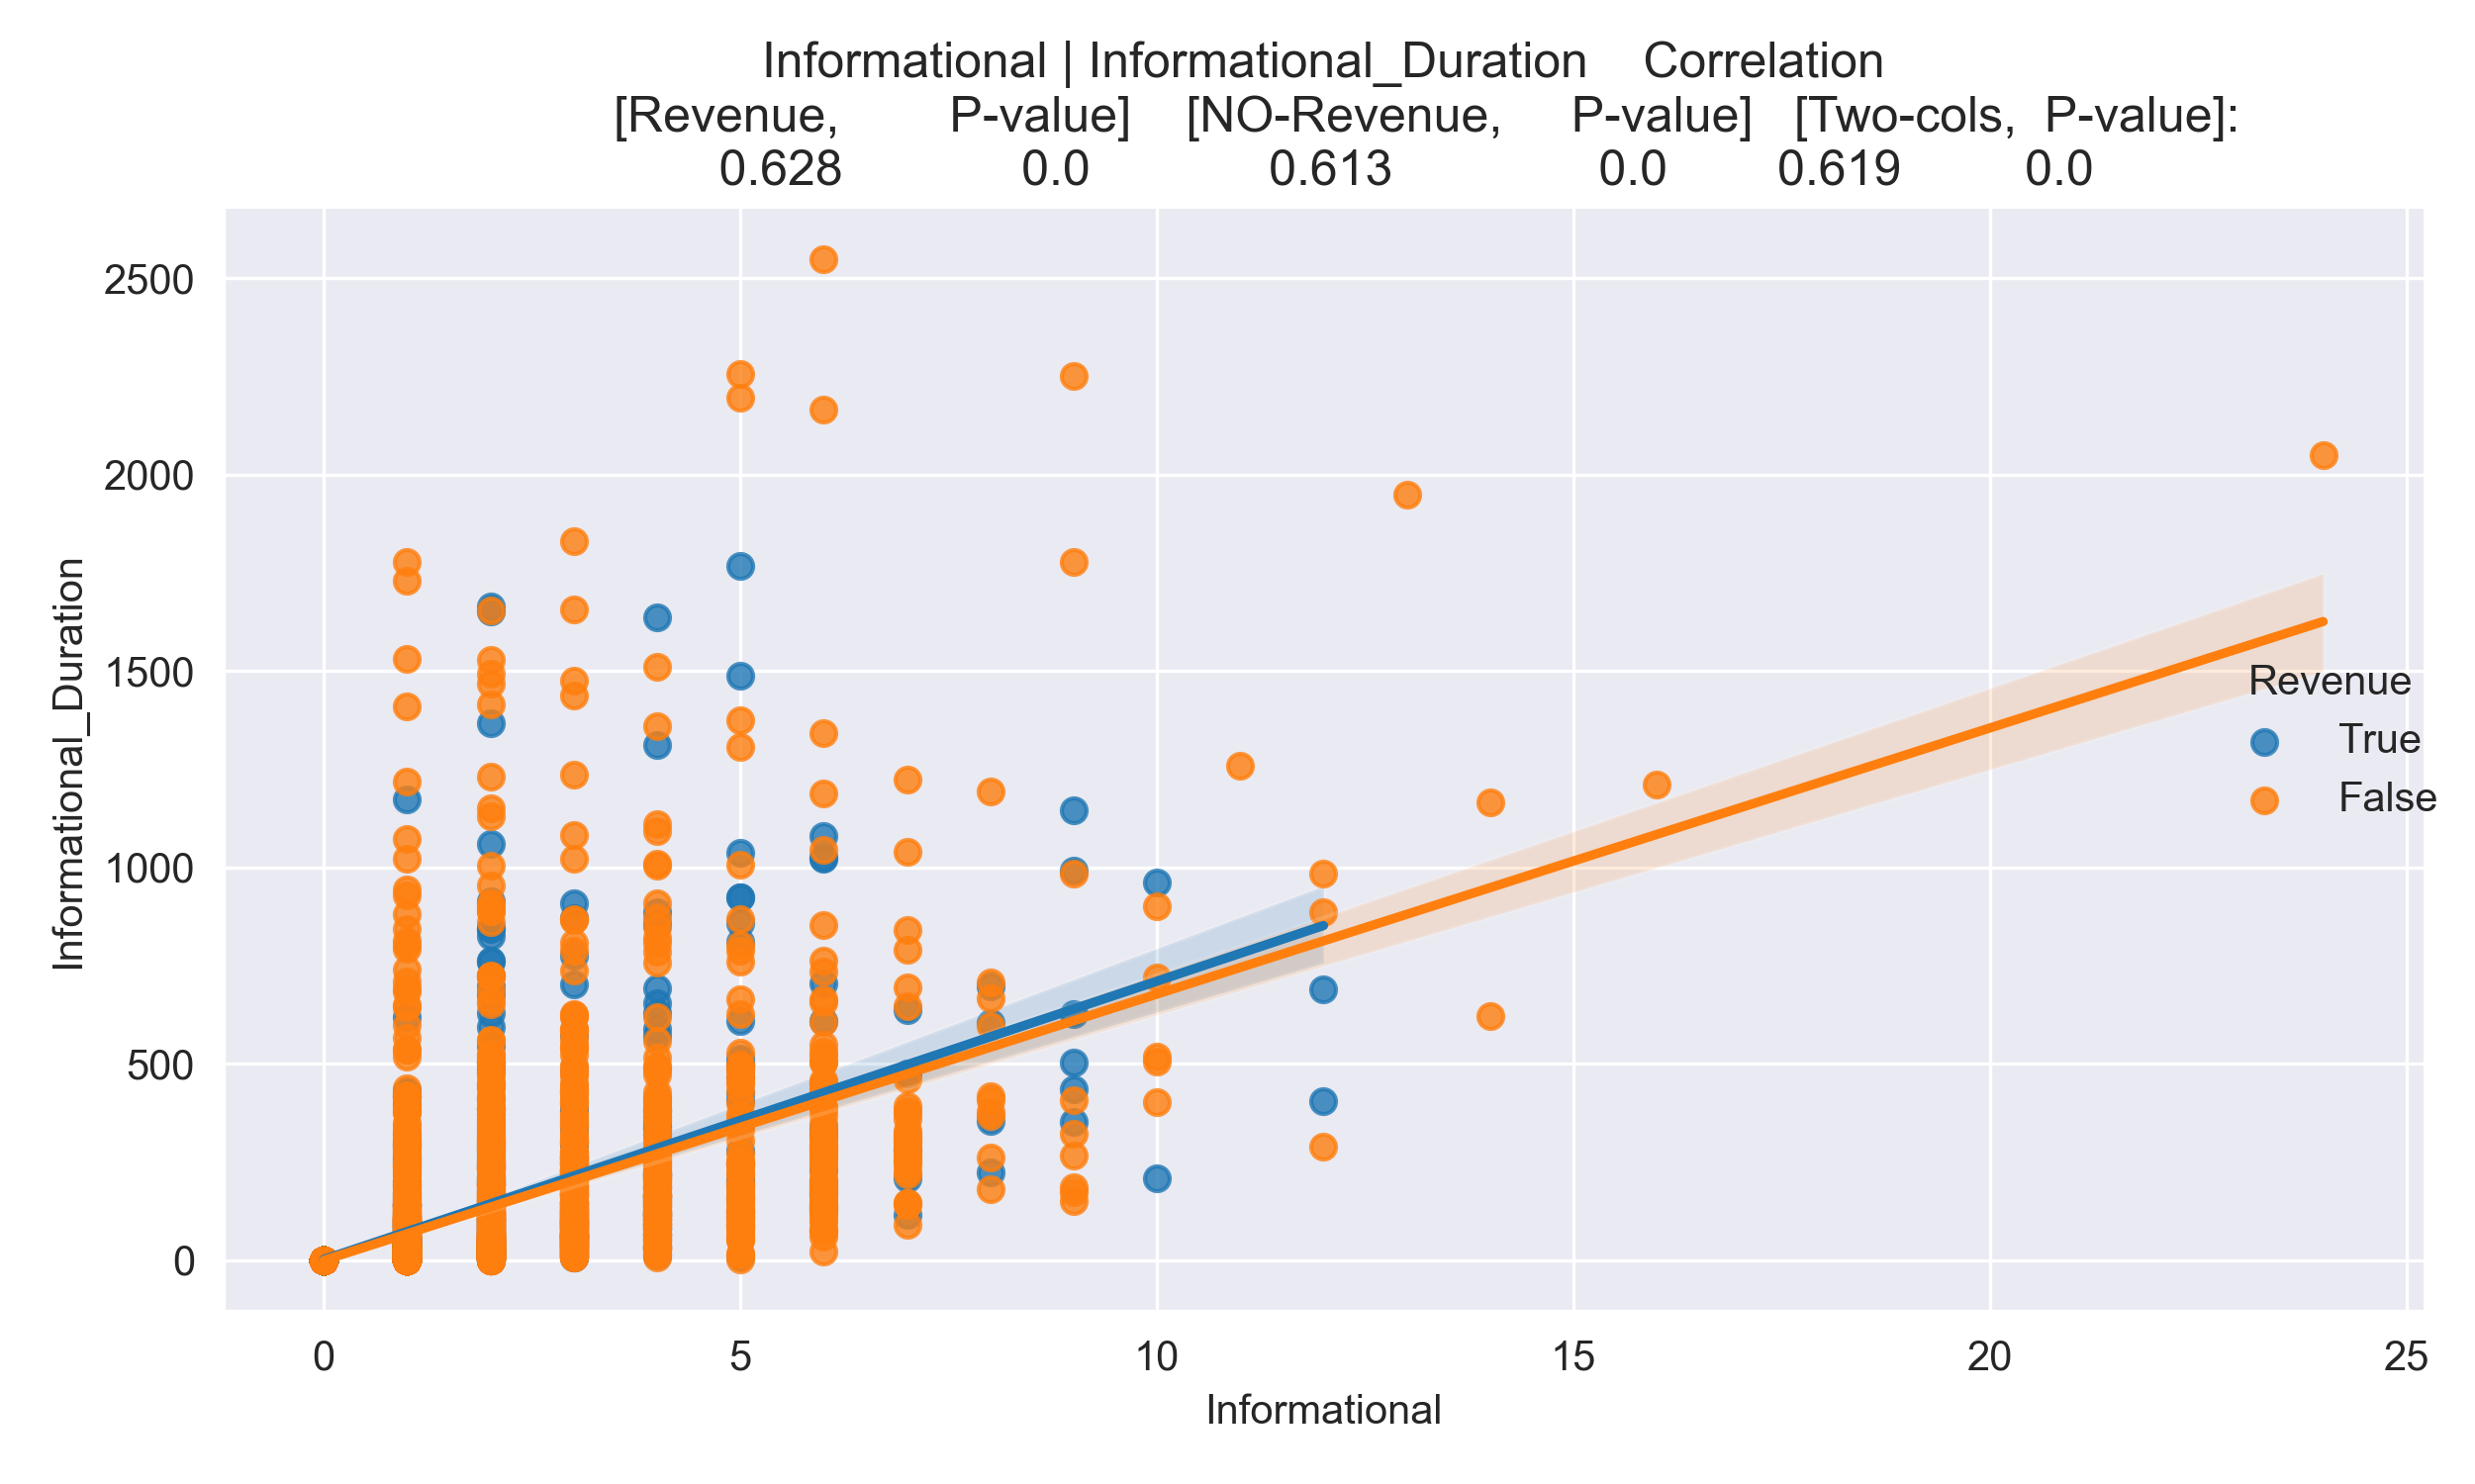 Informational | Informational_Duration    Correlation
[Revenue,        P-value]    [NO-Revenue,     P-value]   [Two-cols,  P-value]:
0.628             0.0             0.613               0.0        0.619         0.0
2500
2000
1500
1000
500
0
Informational_Duration
Revenue
True
False
0 5 10 15 20 25
Informational